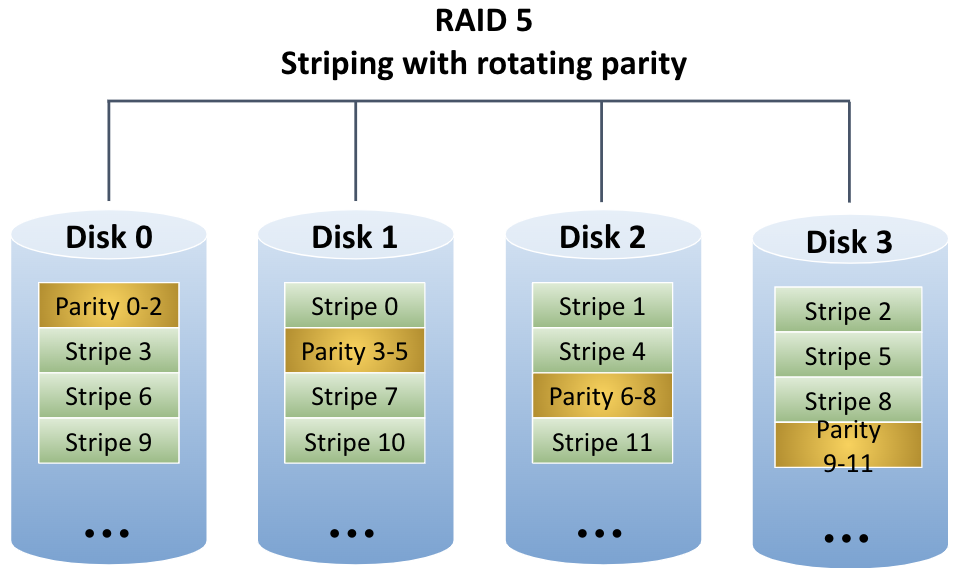 RAID 5
Striping with rotating parity
Disk 0
Disk 1
Disk 2
Disk 3
Parity 0-2
Stripe 0
Stripe 1
Stripe 2
Stripe 3
Parity 3-5
Stripe 4
Stripe 5
Stripe 6
Stripe 7
Parity 6-8
Stripe 8
Stripe 9
Stripe 10
Stripe 11
Parity
9-11
...
...
...
...